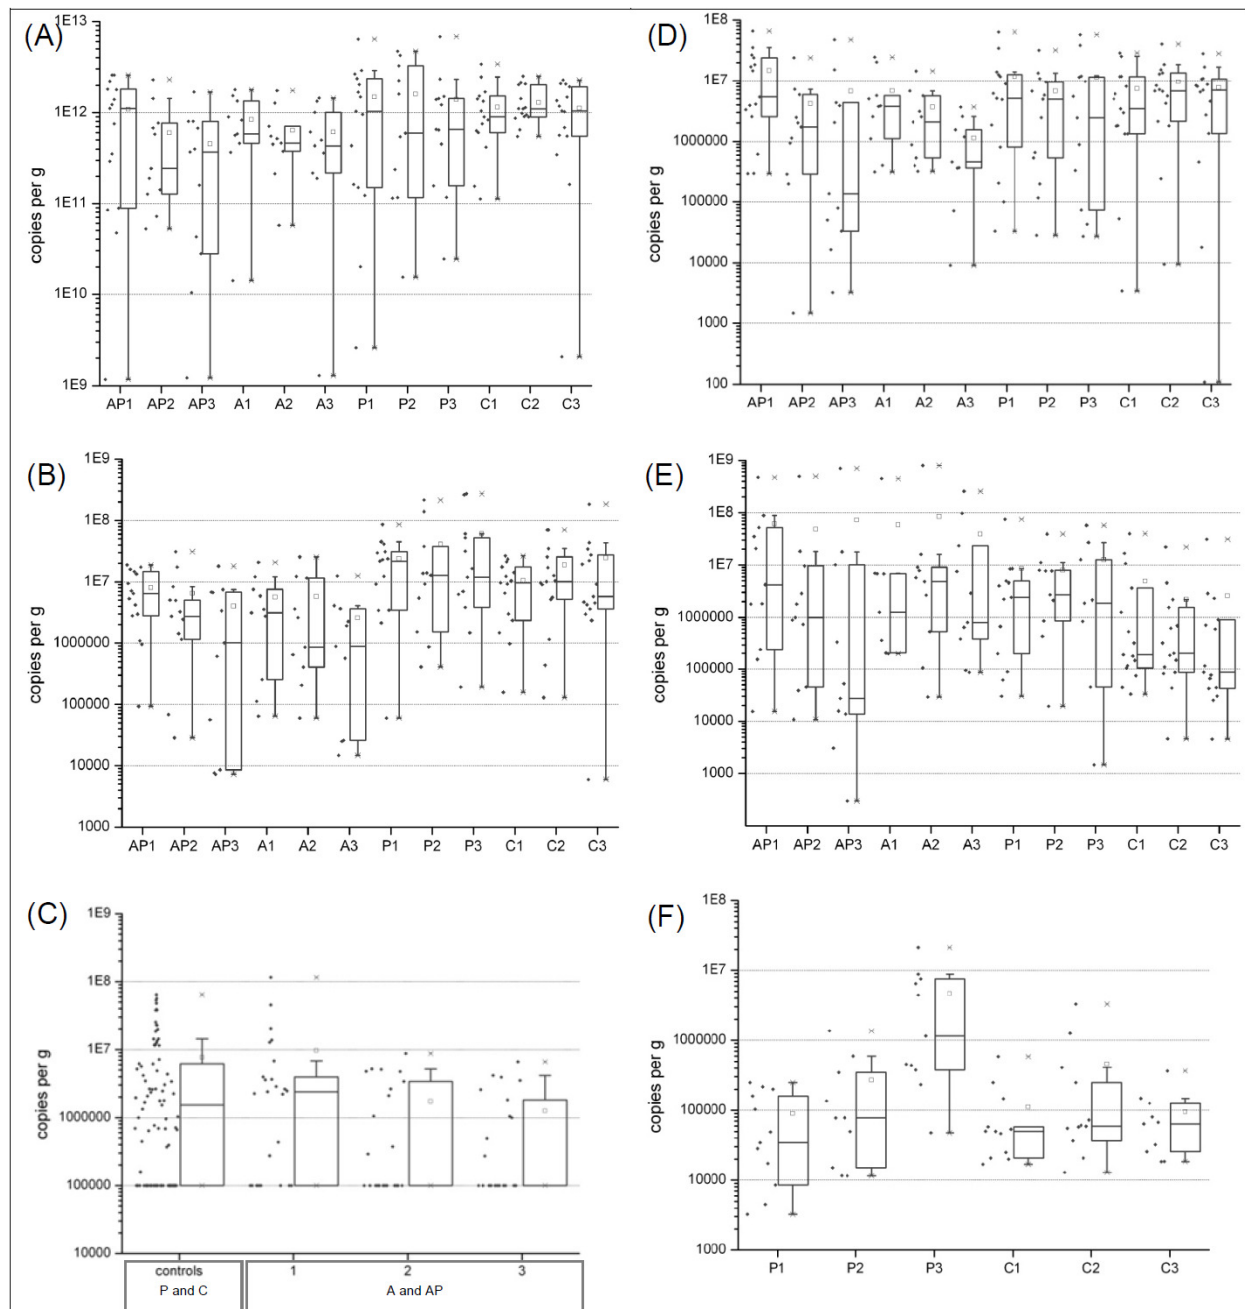 (A)
copies per g
1E13
1E12
1E11
1E10
1E9
AP1 AP2 AP3 A1 A2 A3 P1 P2 P3 C1 C2 C3
(D)
copies per g
1E8
1E7
1000000
100000
10000
1000
100
AP1 AP2 AP3 A1 A2 A3 P1 P2 P3 C1 C2 C3
(B)
copies per g
1E9
1E8
1E7
1000000
100000
10000
1000
AP1 AP2 AP3 A1 A2 A3 P1 P2 P3 C1 C2 C3
(E)
copies per g
1E9
1E8
1E7
1000000
100000
10000
1000
AP1 AP2 AP3 A1 A2 A3 P1 P2 P3 C1 C2 C3
(C)
copies per g
1E9
1E8
1E7
1000000
100000
10000
controls 1 2 3
P and C A and AP
(F)
copies per g
1E8
1E7
1000000
100000
10000
1000
P1 P2 P3 C1 C2 C3